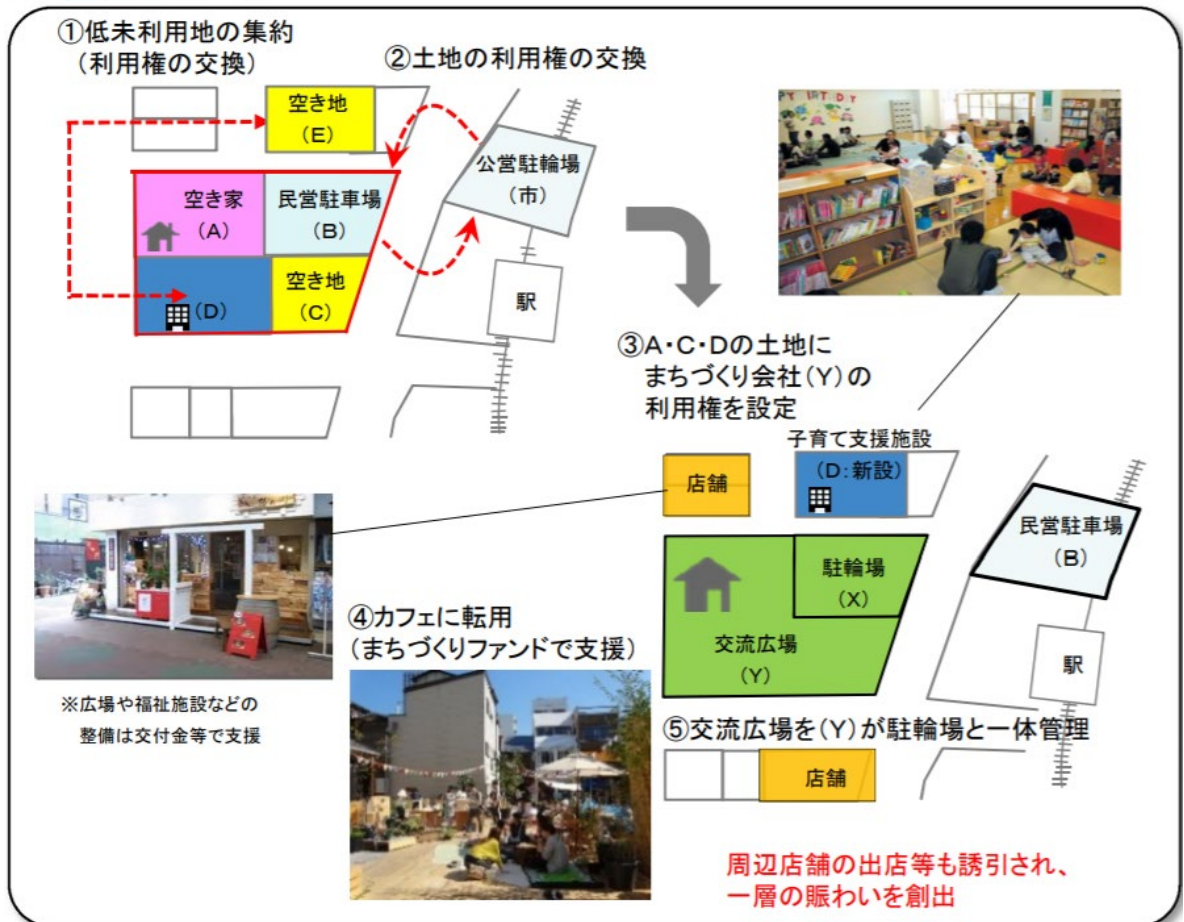 ①低未利用地の集約
(利用権の交換)
②土地の利用権の交換
空き地
(E)
公営駐輪場
(市)
空き家
(A)
民営駐車場
(B)
(D)
空き地
(C)
駅
③A・C・Dの土地に
まちづくり会社(Y)の
利用権を設定
子育て支援施設
(D:新設)
店舗
民営駐車場
(B)
駐輪場
(X)
交流広場
(Y)
駅
④カフェに転用
(まちづくりファンドで支援)
※広場や福祉施設などの
整備は交付金等で支援
⑤交流広場を(Y)が駐輪場と一体管理
店舗
周辺店舗の出店等も誘引され、
一層の賑わいを創出